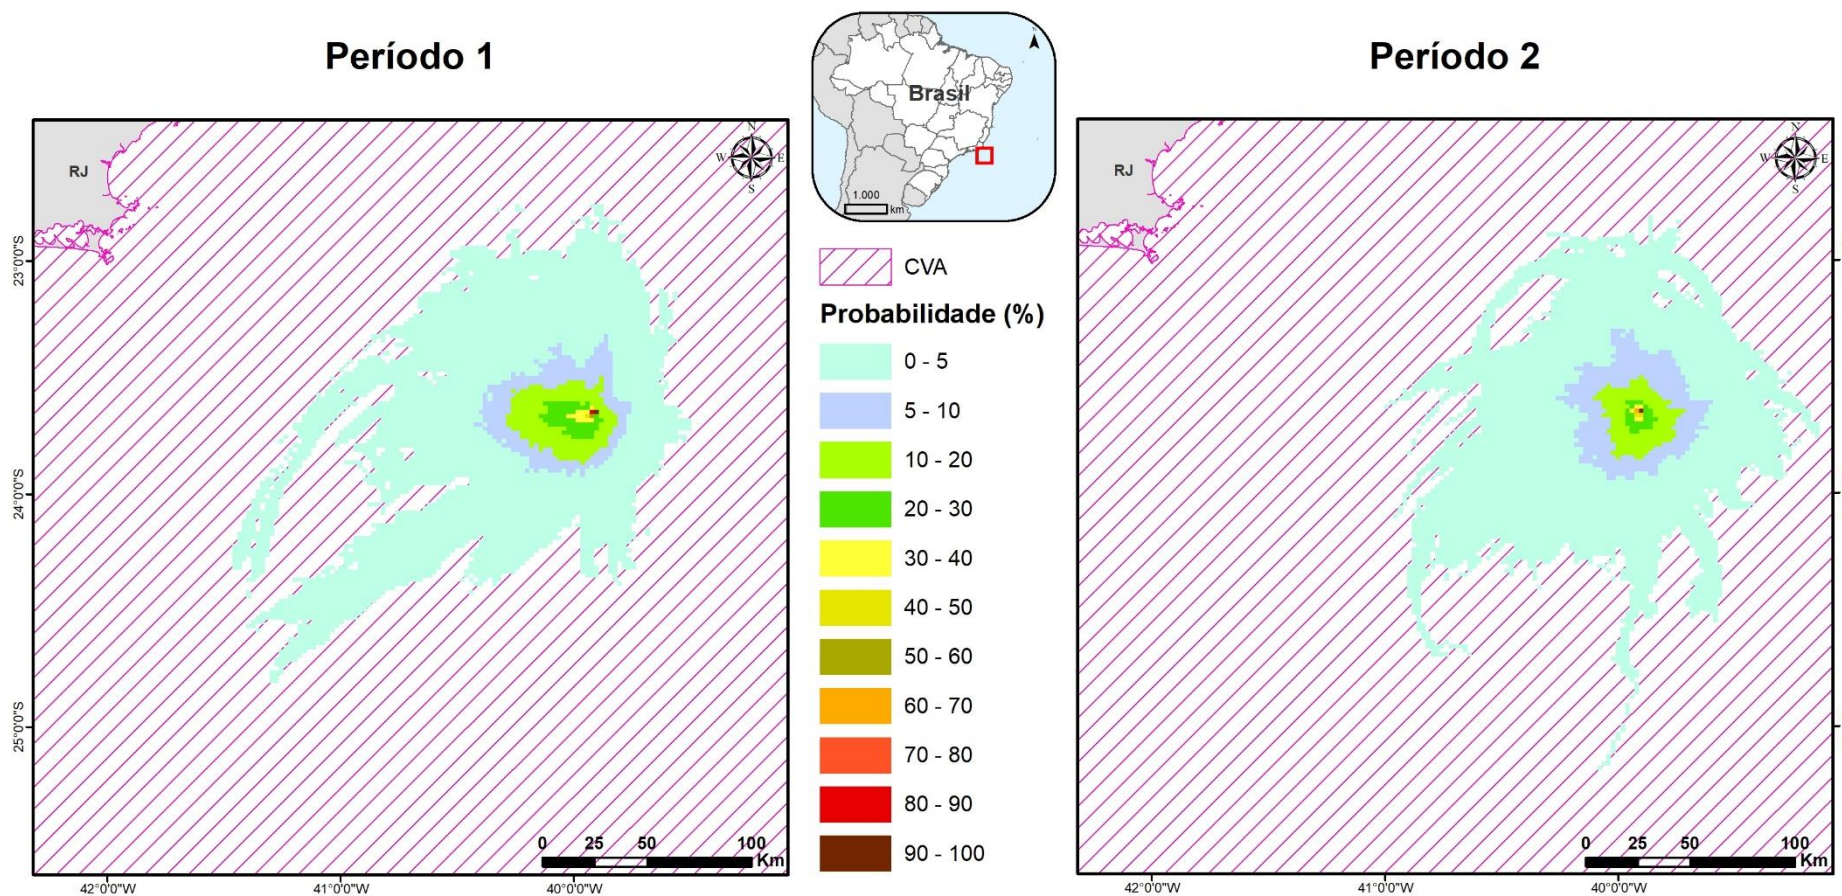 Período 1
Período 2
Brasil
1.000
km
RJ
N
W
E
S
RJ
N
W
E
S
CVA
Probabilidade (%)
0 - 5
5 - 10
10 - 20
20 - 30
30 - 40
40 - 50
50 - 60
60 - 70
70 - 80
80 - 90
90 - 100
23°0'0"S
24°0'0"S
25°0'0"S
0 25 50 100
Km
0 25 50 100
Km
42°0'0"W 41°0'0"W 40°0'0"W
42°0'0"W 41°0'0"W 40°0'0"W